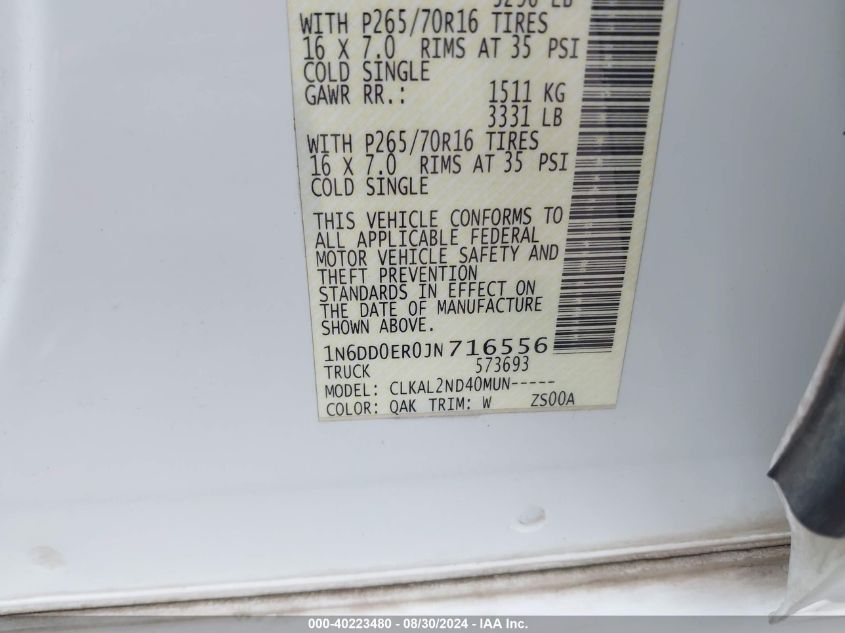 WITH P265/70R16 TIRES
16 X 7.0 RIMS AT 35 PSI
COLD SINGLE
GAWR RR.: 1511 KG
3331 LB
WITH P265/70R16 TIRES
16 X 7.0 RIMS AT 35 PSI
COLD SINGLE
THIS VEHICLE CONFORMS TO
ALL APPLICABLE FEDERAL
MOTOR VEHICLE SAFETY AND
THEFT PREVENTION
STANDARDS IN EFFECT ON
THE DATE OF MANUFACTURE
SHOWN ABOVE.
1N6DD0ER0JN716556
TRUCK 573693
MODEL: CLKAL2ND40MUN-----
COLOR: QAK TRIM: W ZS00A
000-40223480 - 08/30/2024 - IAA Inc.